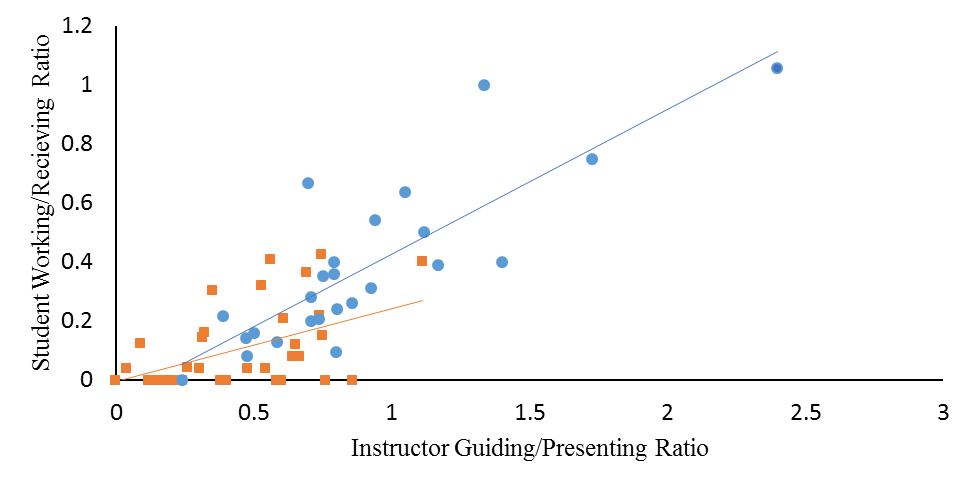 Student Working/Recieving Ratio
1.2
1
0.8
0.6
0.4
0.2
0
0 0.5 1 1.5 2 2.5 3
Instructor Guiding/Presenting Ratio